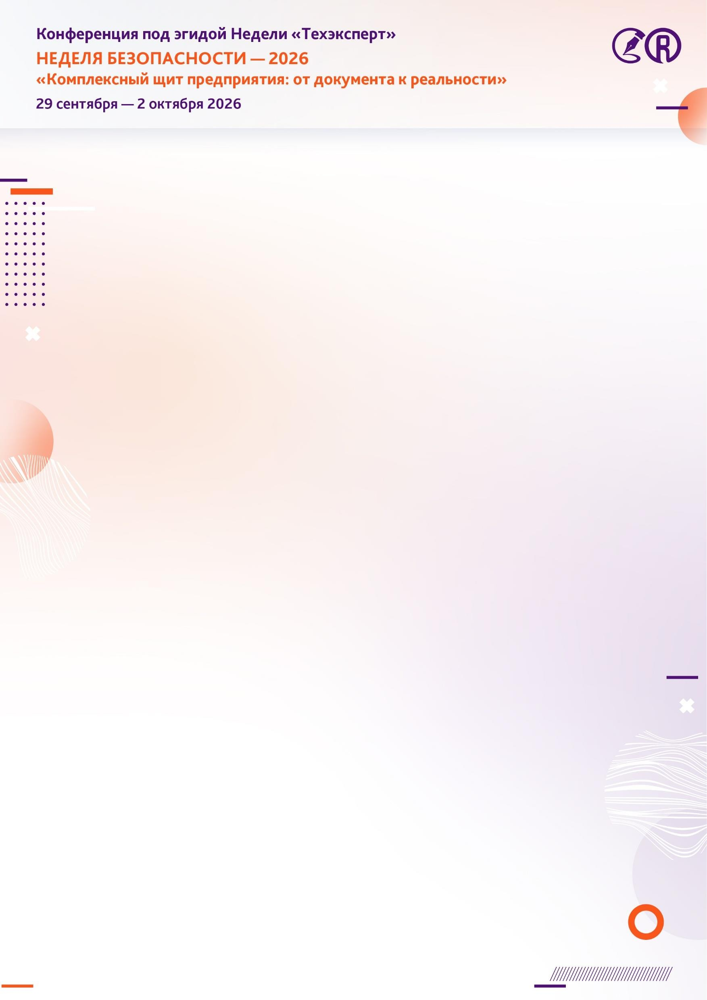 Конференция под эгидой Недели «Техэксперт»
НЕДЕЛЯ БЕЗОПАСНОСТИ — 2026
«Комплексный щит предприятия: от документа к реальности»
29 сентября — 2 октября 2026
R